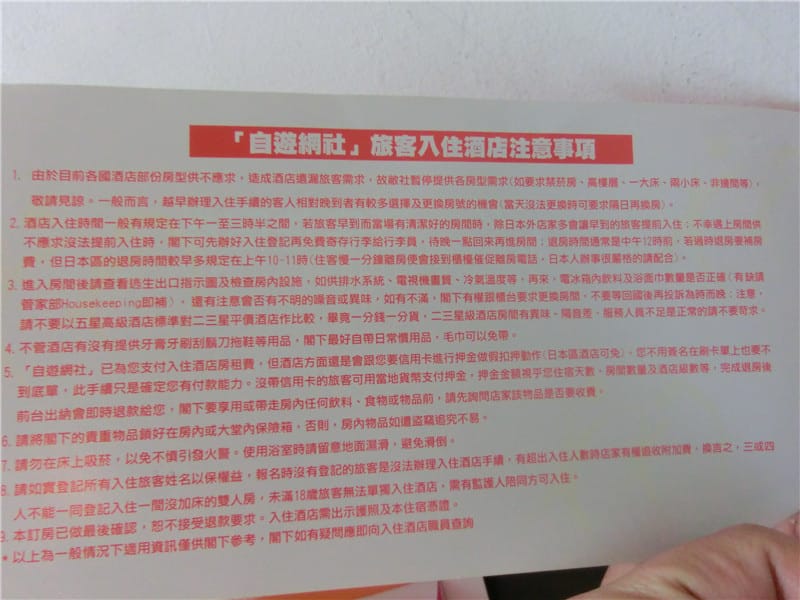 「自遊網社」旅客入住酒店注意事項
1. 由於目前各國酒店部份房型供不應求，造成酒店遺漏旅客需求，故敝社暫停提供各房型需求(如要求禁菸房、高樓層、一大床、兩小床、非邊間等)，
敬請見諒。一般而言，越早辦理入住手續的客人相對晚到者有較多選擇及更換房號的機會(當天沒法更換時可要求隔日再換房)。
2. 酒店入住時間一般有規定在下午一至三時半之間，若旅客早到而當場有清潔好的房間時，除日本外店家多會讓早到的旅客提前入住；不幸遇上房間供
不應求沒法提前入住時，閣下可先辦好入住登記再免費寄存行李給行李員，待晚一點回來再進房間；退房時間通常是中午12時前，若過時退房要補房
費，但日本區的退房時間較早多規定在上午10-11時(住客慢一分鐘離房便會接到櫃檯催促離房電話，日本人辦事很嚴格的請配合)。
3. 進入房間後請查看逃生出口指示圖及檢查房內設施，如供排水系統、電視機畫質、冷氣溫度等，再來，電冰箱內飲料及浴面巾數量是否正確(有缺請
管家部Housekeeping即補)，還有注意會否有不明的噪音或異味，如有不滿，閣下有權跟櫃台要求更換房間，不要等回國後再投訴為時而晚；注意，
請不要以五星高級酒店標準對二三星平價酒店作比較，畢竟一分錢一分貨，二三星級酒店房間有異味、隔音差、服務人員不足是正常的請不要苛求。
4. 不管酒店有沒有提供牙膏牙刷刮鬍刀拖鞋等用品，閣下最好自帶日常慣用品，毛巾可以免帶。
5. 「自遊網社」已為您支付入住酒店房租費，但酒店方面還是會跟您要信用卡進行押金做假扣押動作(日本區酒店可免)，您不用簽名在刷卡單上也要不
到底單，此手續只是確定您有付款能力。沒帶信用卡的旅客可用當地貨幣支付押金，押金金額視乎您住宿天數、房間數量及酒店級數等，完成退房後
前台出納會即時退款給您，閣下要享用或帶走房內任何飲料、食物或物品前，請先詢問店家該物品是否要收費。
6. 請將閣下的貴重物品鎖好在房內或大堂內保險箱，否則，房內物品如遭盜竊追究不易。
7. 請勿在床上吸菸，以免不慎引發火警。使用浴室時請留意地面濕滑，避免滑倒。
8. 請如實登記所有入住旅客姓名以保權益，報名時沒有登記的旅客是沒法辦理入住酒店手續，有超出入住人數時店家有權追收附加費，換言之，三或四
人不能一同登記入住一間沒加床的雙人房，未滿18歲旅客無法單獨入住酒店，需有監護人陪同方可入住。
9. 本訂房已做最後確認，恕不接受退款要求。入住酒店需出示護照及本住宿憑證。
* 以上為一般情況下適用資訊僅供閣下參考，閣下如有疑問應即向入住酒店職員查詢